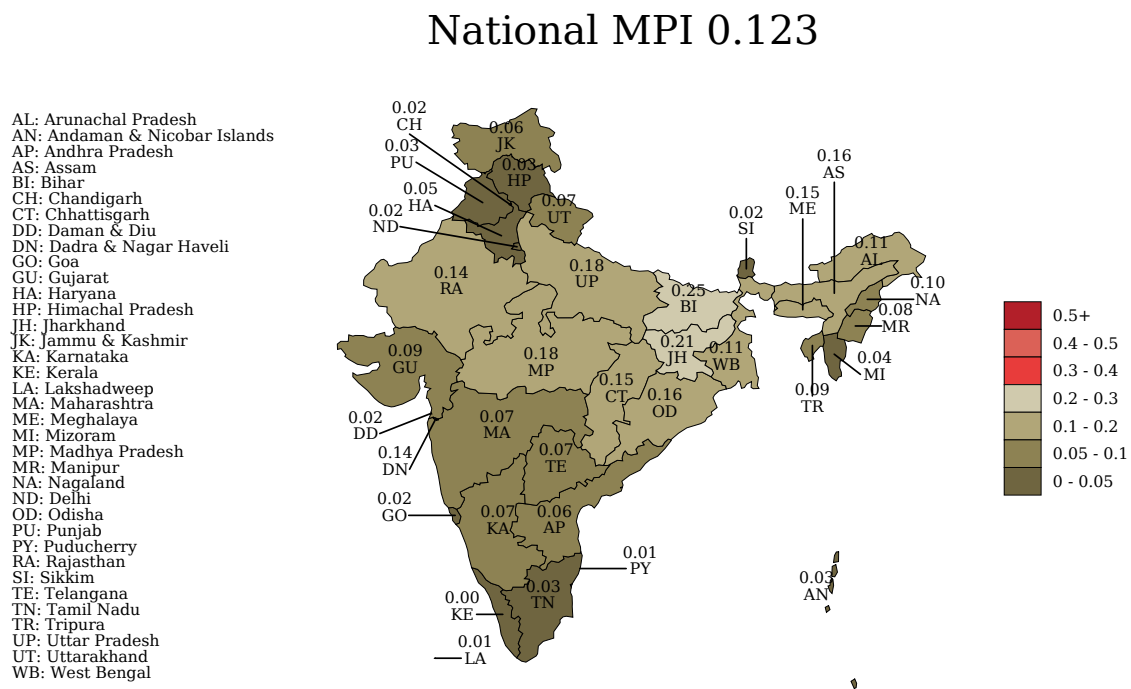 National MPI 0.123
AL: Arunachal Pradesh
AN: Andaman & Nicobar Islands
AP: Andhra Pradesh
AS: Assam
BI: Bihar
CH: Chandigarh
CT: Chhattisgarh
DD: Daman & Diu
DN: Dadra & Nagar Haveli
GO: Goa
GU: Gujarat
HA: Haryana
HP: Himachal Pradesh
JH: Jharkhand
JK: Jammu & Kashmir
KA: Karnataka
KE: Kerala
LA: Lakshadweep
MA: Maharashtra
ME: Meghalaya
MI: Mizoram
MP: Madhya Pradesh
MR: Manipur
NA: Nagaland
ND: Delhi
OD: Odisha
PU: Punjab
PY: Puducherry
RA: Rajasthan
SI: Sikkim
TE: Telangana
TN: Tamil Nadu
TR: Tripura
UP: Uttar Pradesh
UT: Uttarakhand
WB: West Bengal
0.02
CH
0.06
JK
0.03
PU
0.03
HP
0.05
HA
0.02
ND
0.07
UT
0.14
RA
0.18
UP
0.25
BI
0.02
SI
0.15
ME
0.16
AS
0.11
AL
0.10
NA
0.08
MR
0.04
MI
0.09
TR
0.09
GU
0.18
MP
0.21
JH
0.11
WB
0.15
CT
0.16
OD
0.02
DD
0.14
DN
0.07
MA
0.07
TE
0.02
GO
0.07
KA
0.06
AP
0.01
PY
0.03
TN
0.00
KE
0.01
LA
0.03
AN
0.5+
0.4 - 0.5
0.3 - 0.4
0.2 - 0.3
0.1 - 0.2
0.05 - 0.1
0 - 0.05